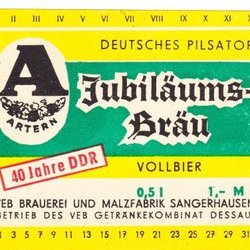 II III IV V VI VII VIII IX X XI XII
DEUTSCHES PILSATOR
A
ARTERN
Jubiläums-
Bräu
40 Jahre DDR
VOLLBIER
0,5 l 1,- M
VEB BRAUEREI UND MALZFABRIK SANGERHAUSEN
BETRIEB DES VEB GETRÄNKEKOMBINAT DESSAU